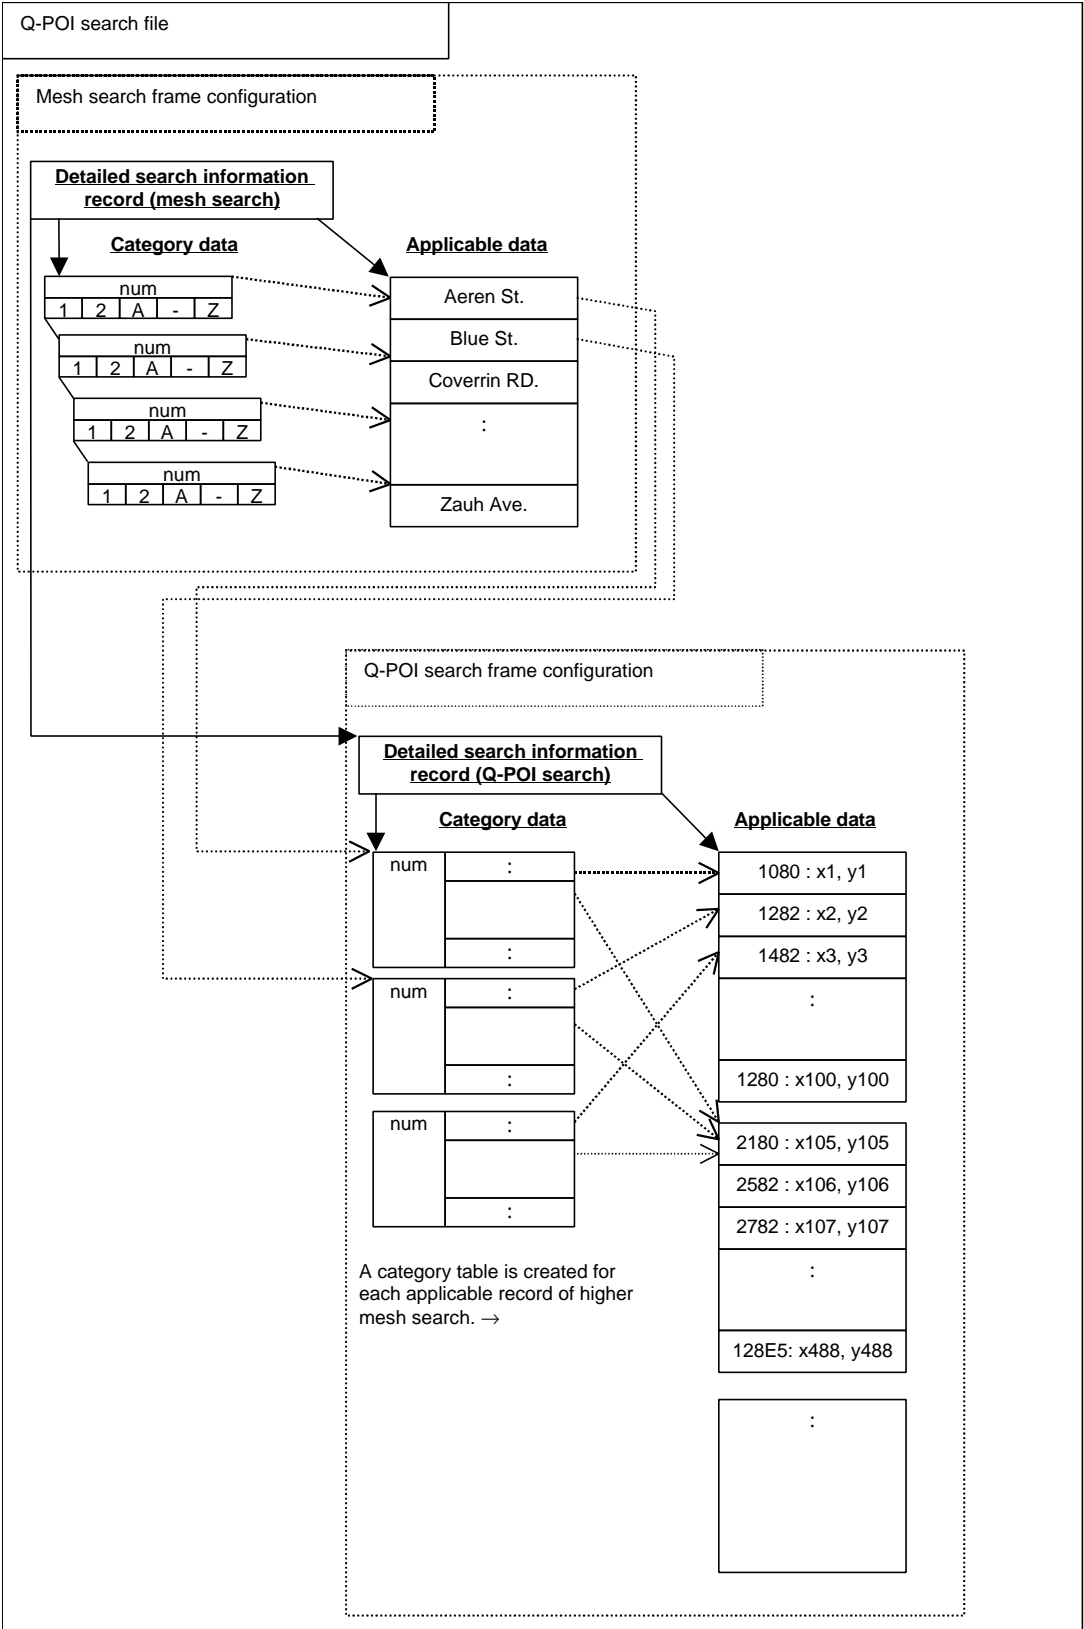 Q-POI search file
Mesh search frame configuration
Detailed search information
record (mesh search)
Category data
Applicable data
num
1 2 A - Z
num
1 2 A - Z
num
1 2 A - Z
num
1 2 A - Z
Aeren St.
Blue St.
Coverrin RD.
:
Zauh Ave.
Q-POI search frame configuration
Detailed search information
record (Q-POI search)
Category data
Applicable data
num :
:
num :
:
num :
:
1080 : x1, y1
1282 : x2, y2
1482 : x3, y3
:
1280 : x100, y100
2180 : x105, y105
2582 : x106, y106
2782 : x107, y107
:
128E5: x488, y488
:
A category table is created for
each applicable record of higher
mesh search. →